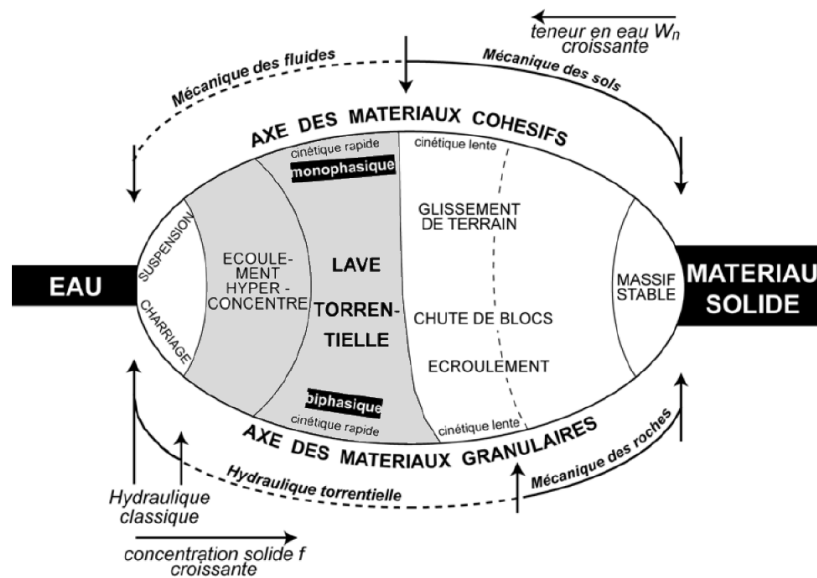 teneur en eau Wn
croissante
Mécanique des fluides
Mécanique des sols
AXE DES MATERIAUX COHESIFS
cinétique rapide
cinétique lente
monophasique
SUSPENSION
GLISSEMENT
DE TERRAIN
EAU
ECOULE-
MENT
HYPER-
CONCENTRE
LAVE
TORREN-
TIELLE
MASSIF
STABLE
MATERIAU
SOLIDE
CHARRIAGE
CHUTE DE BLOCS
ECROULEMENT
biphasique
cinétique rapide
cinétique lente
AXE DES MATERIAUX GRANULAIRES
Hydraulique torrentielle
Mécanique des roches
Hydraulique
classique
concentration solide f
croissante